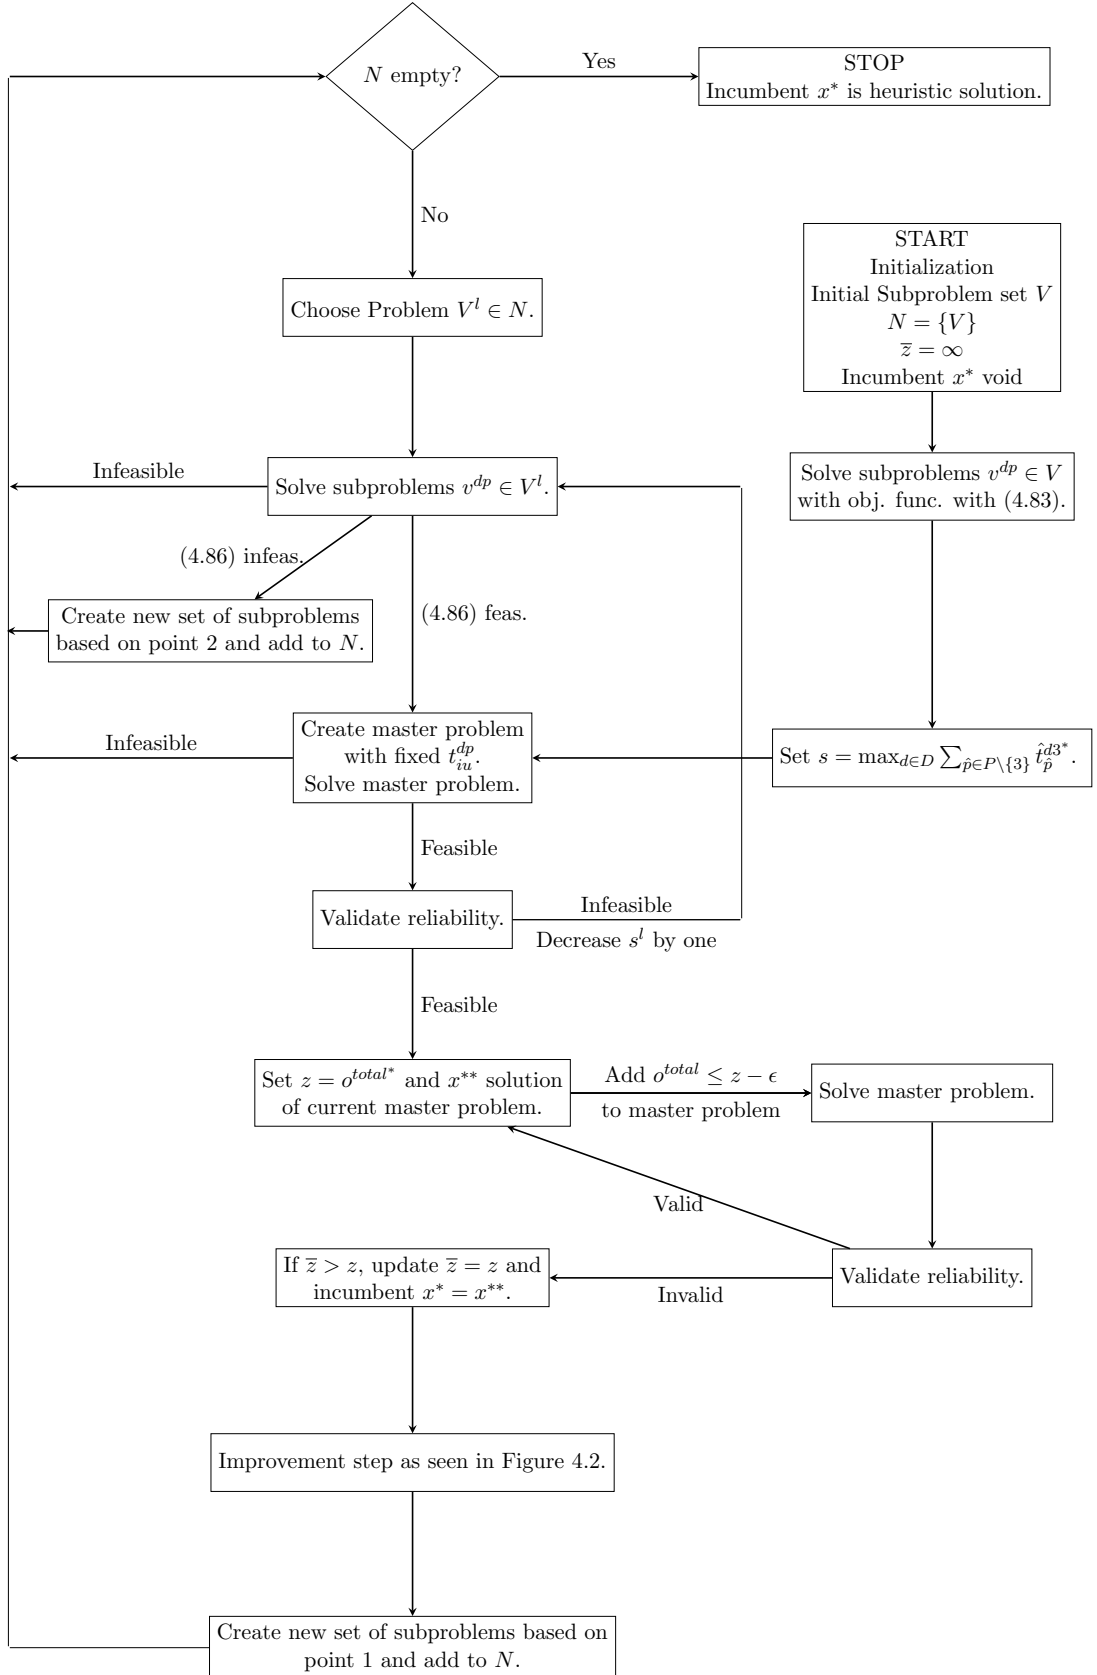 N empty?
Yes
STOP
Incumbent x* is heuristic solution.
No
START
Initialization
Initial Subproblem set V
N = {V}
z̅ = ∞
Incumbent x* void
Choose Problem V^l ∈ N.
Infeasible
Solve subproblems v^{dp} ∈ V^l.
Solve subproblems v^{dp} ∈ V
with obj. func. with (4.83).
(4.86) infeas.
(4.86) feas.
Create new set of subproblems
based on point 2 and add to N.
Infeasible
Create master problem
with fixed t_{iu}^{dp}.
Solve master problem.
Set s = max_{d∈D} ∑_{p̂∈P\{3}} t̂_{p̂}^{d3*}.
Feasible
Validate reliability.
Infeasible
Decrease s^l by one
Feasible
Set z = o^{total*} and x** solution
of current master problem.
Add o^{total} ≤ z − ϵ
to master problem
Solve master problem.
Valid
If z̅ > z, update z̅ = z and
incumbent x* = x**.
Invalid
Validate reliability.
Improvement step as seen in Figure 4.2.
Create new set of subproblems based on
point 1 and add to N.